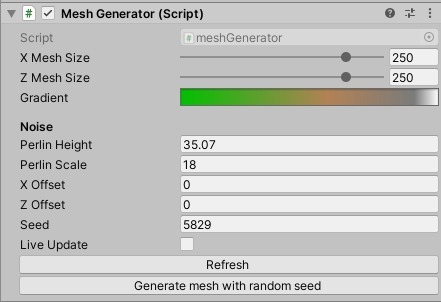 Mesh Generator (Script)
Script meshGenerator
X Mesh Size 250
Z Mesh Size 250
Gradient
Noise
Perlin Height 35.07
Perlin Scale 18
X Offset 0
Z Offset 0
Seed 5829
Live Update
Refresh
Generate mesh with random seed